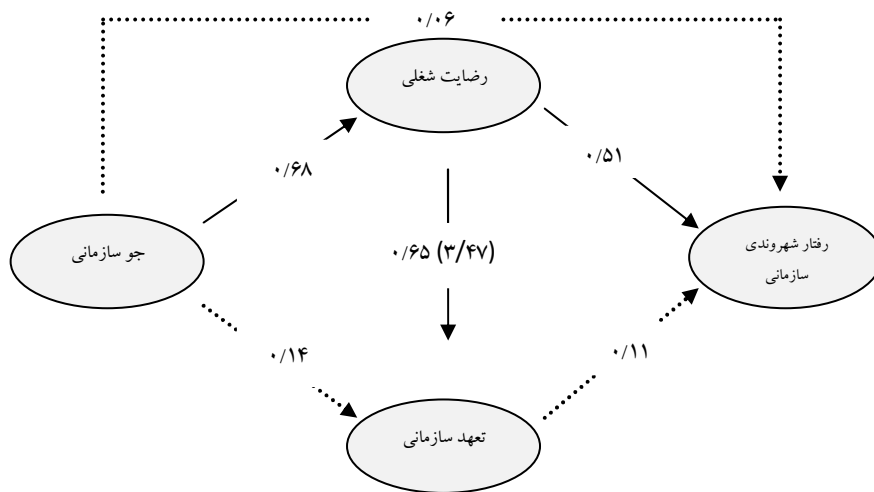 ۰/۰۶
رضایت شغلی
۰/۶۸
۰/۵۱
جو سازمانی
۰/۶۵ (۳/۴۷)
رفتار شهروندی
سازمانی
۰/۱۴
۰/۱۱
تعهد سازمانی